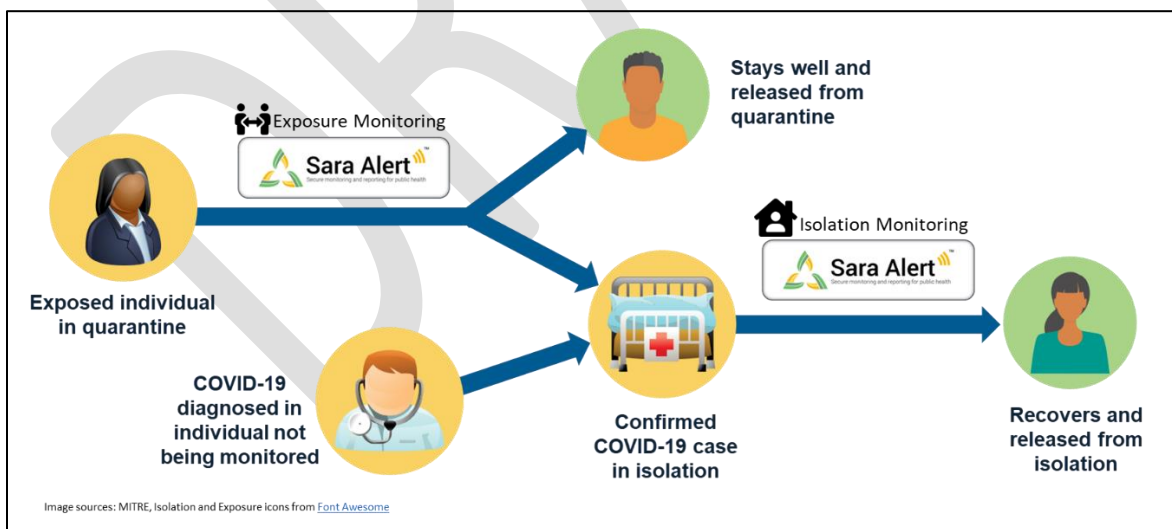 Exposure Monitoring
Sara Alert™
Secure monitoring and reporting for public health
Stays well and
released from
quarantine
Exposed individual
in quarantine
COVID-19
diagnosed in
individual not
being monitored
Confirmed
COVID-19 case
in isolation
Isolation Monitoring
Sara Alert™
Secure monitoring and reporting for public health
Recovers and
released from
isolation
Image sources: MITRE, Isolation and Exposure icons from Font Awesome